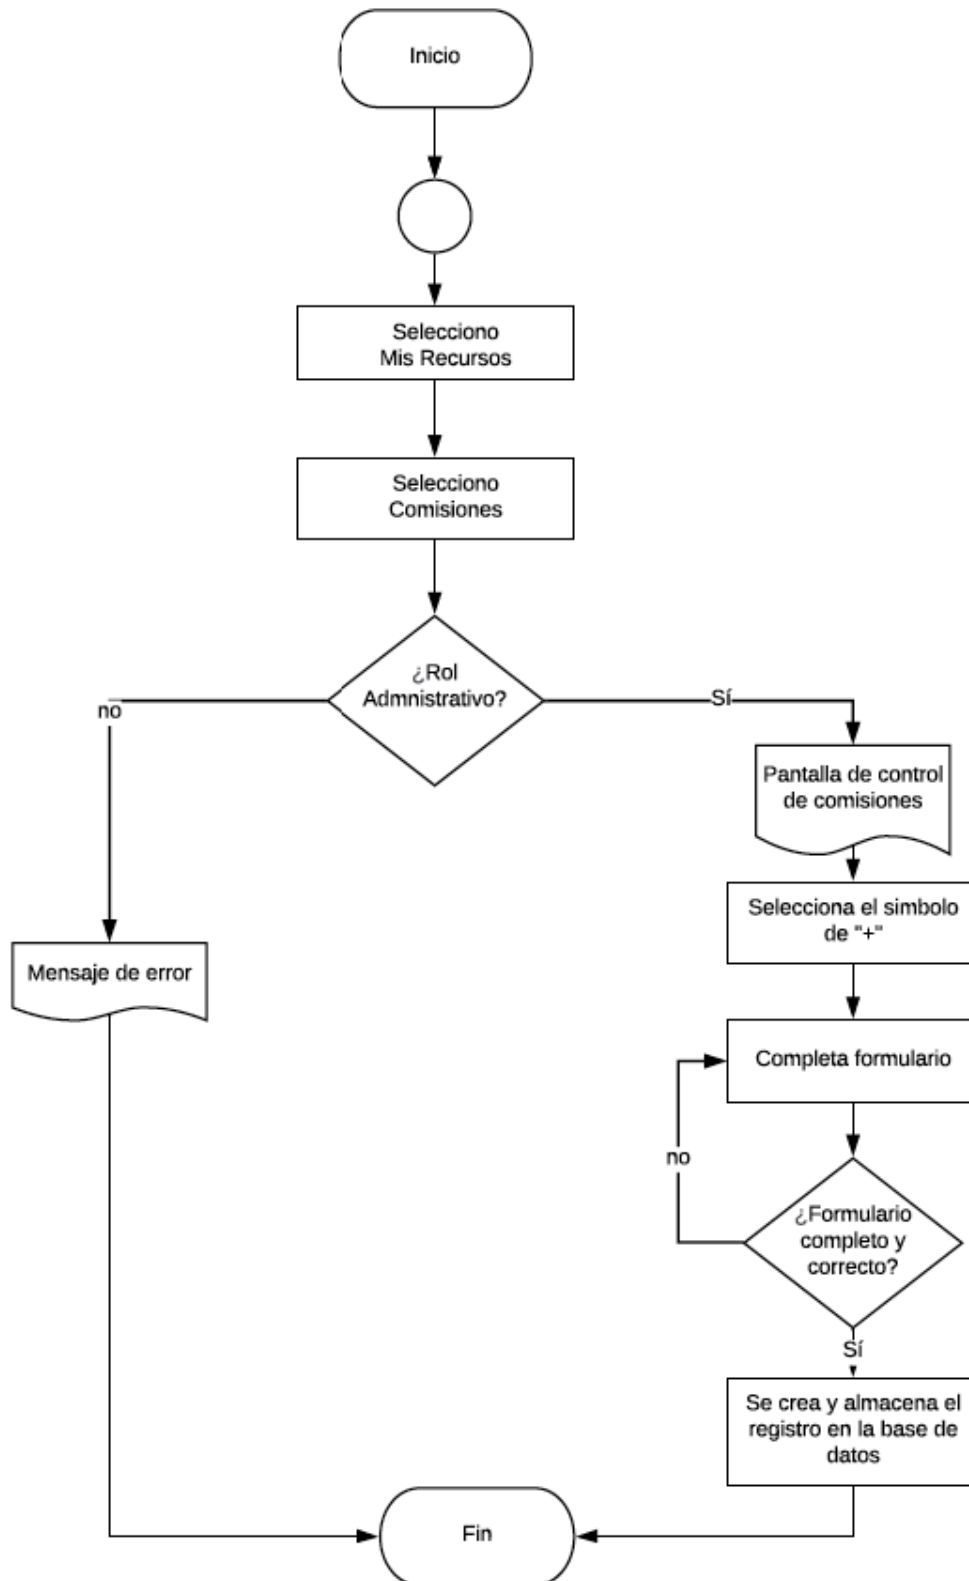 Inicio
Selecciono
Mis Recursos
Selecciono
Comisiones
¿Rol
Admnistrativo?
no
Sí
Pantalla de control
de comisiones
Selecciona el simbolo
de "+"
Mensaje de error
Completa formulario
no
¿Formulario
completo y
correcto?
Sí
Se crea y almacena el
registro en la base de
datos
Fin